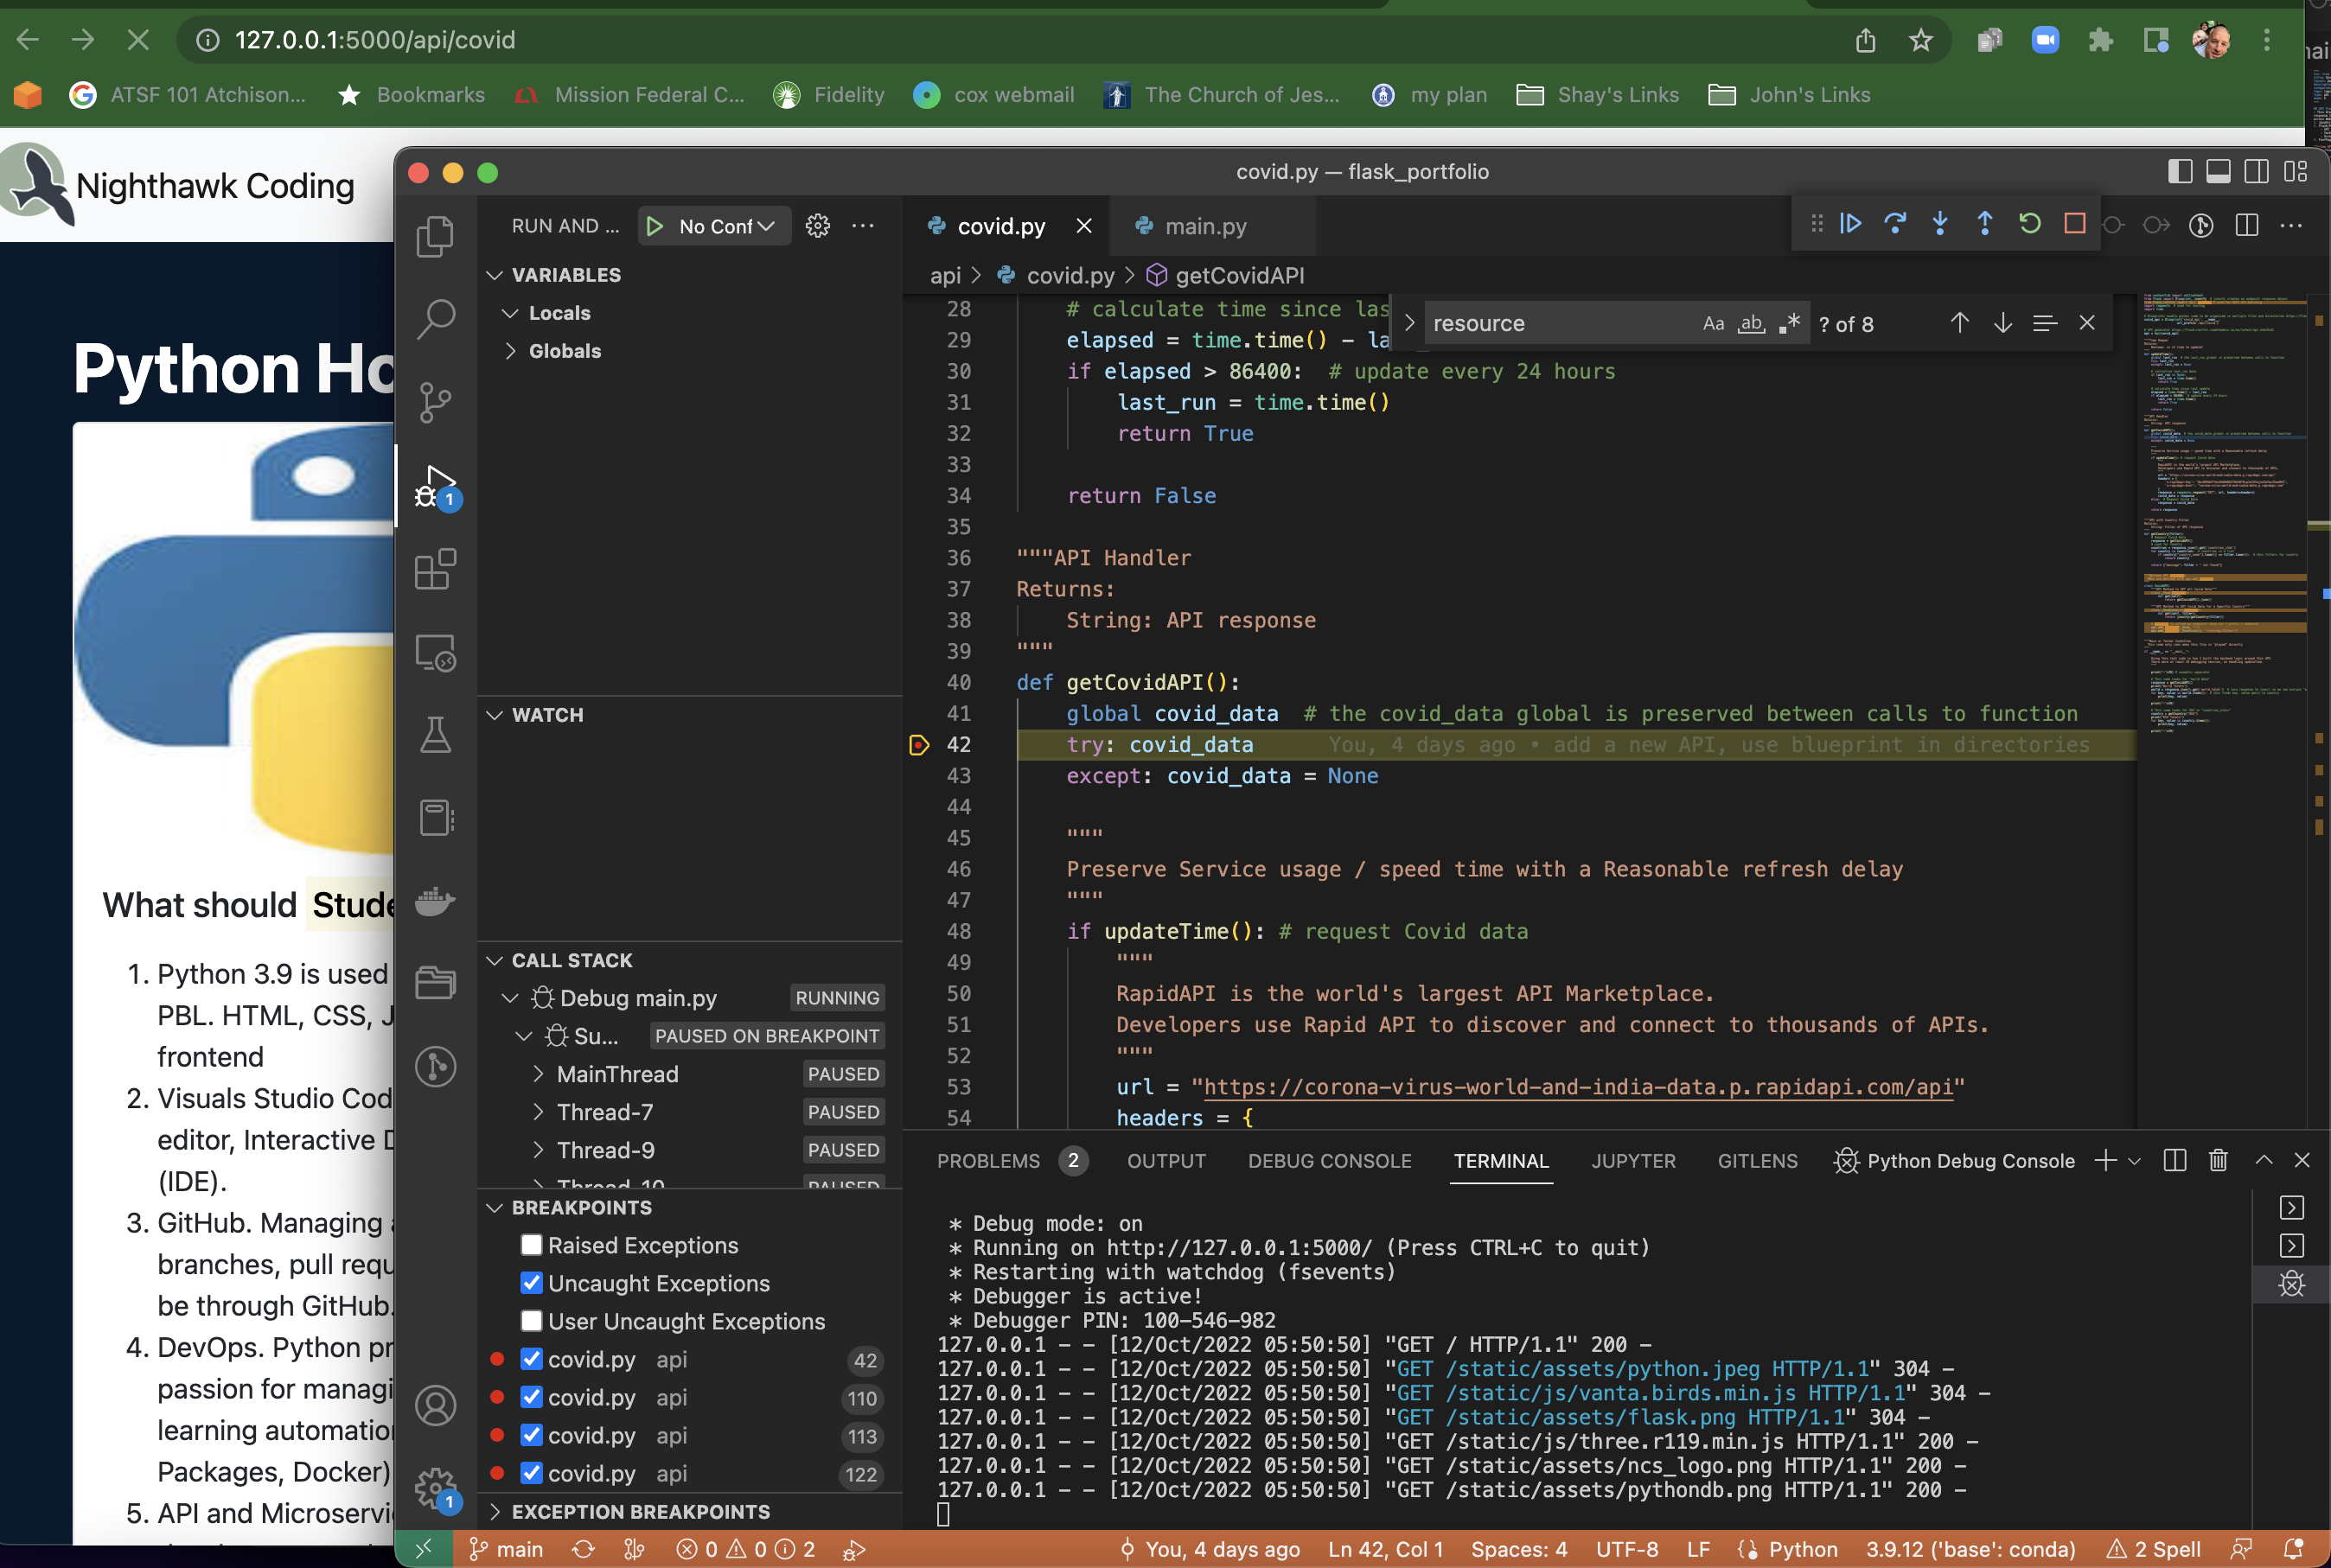 127.0.0.1:5000/api/covid
ATSF 101 Atchison... Bookmarks Mission Federal C... Fidelity cox webmail The Church of Jes... my plan Shay's Links John's Links
Nighthawk Coding
Python Ho
What should Stude
1. Python 3.9 is used
PBL. HTML, CSS, J
frontend
2. Visuals Studio Cod
editor, Interactive D
(IDE).
3. GitHub. Managing a
branches, pull requ
be through GitHub.
4. DevOps. Python pr
passion for managi
learning automation
Packages, Docker)
5. API and Microservi
covid.py — flask_portfolio
RUN AND ... No Conf
VARIABLES
Locals
Globals
WATCH
CALL STACK
Debug main.py RUNNING
Su... PAUSED ON BREAKPOINT
MainThread PAUSED
Thread-7 PAUSED
Thread-9 PAUSED
Thread-10 PAUSED
BREAKPOINTS
Raised Exceptions
Uncaught Exceptions
User Uncaught Exceptions
covid.py api 42
covid.py api 110
covid.py api 113
covid.py api 122
EXCEPTION BREAKPOINTS
covid.py main.py
api > covid.py > getCovidAPI
resource Aa ab .* ? of 8
28 # calculate time since las
29 elapsed = time.time() - la
30 if elapsed > 86400: # update every 24 hours
31 last_run = time.time()
32 return True
33
34 return False
35
36 """API Handler
37 Returns:
38 String: API response
39 """
40 def getCovidAPI():
41 global covid_data # the covid_data global is preserved between calls to function
42 try: covid_data You, 4 days ago • add a new API, use blueprint in directories
43 except: covid_data = None
44
45 """
46 Preserve Service usage / speed time with a Reasonable refresh delay
47 """
48 if updateTime(): # request Covid data
49 """
50 RapidAPI is the world's largest API Marketplace.
51 Developers use Rapid API to discover and connect to thousands of APIs.
52 """
53 url = "https://corona-virus-world-and-india-data.p.rapidapi.com/api"
54 headers = {
PROBLEMS 2 OUTPUT DEBUG CONSOLE TERMINAL JUPYTER GITLENS Python Debug Console
* Debug mode: on
* Running on http://127.0.0.1:5000/ (Press CTRL+C to quit)
* Restarting with watchdog (fsevents)
* Debugger is active!
* Debugger PIN: 100-546-982
127.0.0.1 - - [12/Oct/2022 05:50:50] "GET / HTTP/1.1" 200 -
127.0.0.1 - - [12/Oct/2022 05:50:50] "GET /static/assets/python.jpeg HTTP/1.1" 304 -
127.0.0.1 - - [12/Oct/2022 05:50:50] "GET /static/js/vanta.birds.min.js HTTP/1.1" 304 -
127.0.0.1 - - [12/Oct/2022 05:50:50] "GET /static/assets/flask.png HTTP/1.1" 304 -
127.0.0.1 - - [12/Oct/2022 05:50:50] "GET /static/js/three.r119.min.js HTTP/1.1" 200 -
127.0.0.1 - - [12/Oct/2022 05:50:50] "GET /static/assets/ncs_logo.png HTTP/1.1" 200 -
127.0.0.1 - - [12/Oct/2022 05:50:50] "GET /static/assets/pythondb.png HTTP/1.1" 200 -
main 0 0 2 You, 4 days ago Ln 42, Col 1 Spaces: 4 UTF-8 LF Python 3.9.12 ('base': conda) 2 Spell